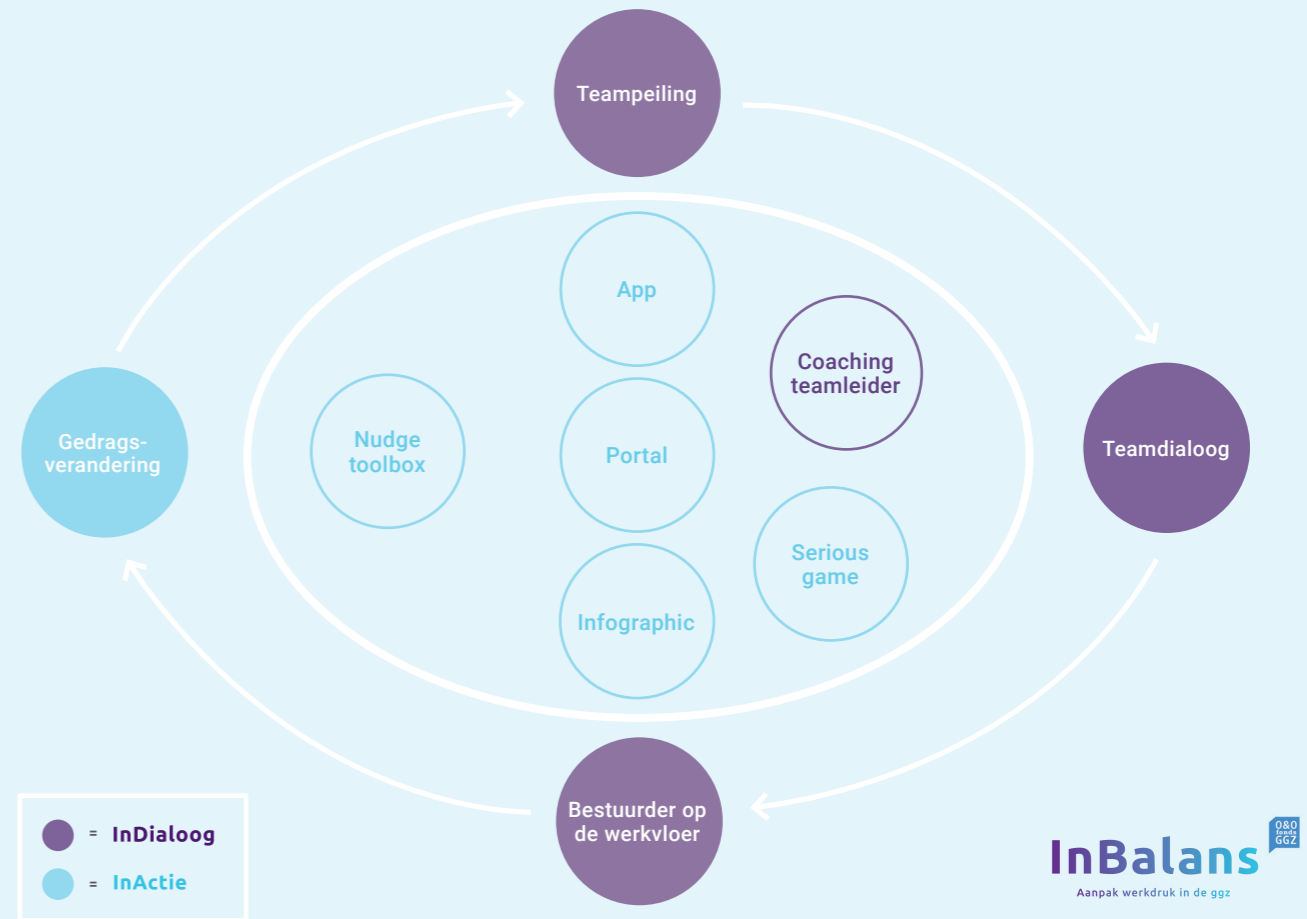 Teampeiling
App
Coaching
teamleider
Gedrags-
verandering
Nudge
toolbox
Portal
Teamdialoog
Serious
game
Infographic
Bestuurder op
de werkvloer
= InDialoog
= InActie
InBalans
O&O
fonds
GGZ
Aanpak werkdruk in de ggz